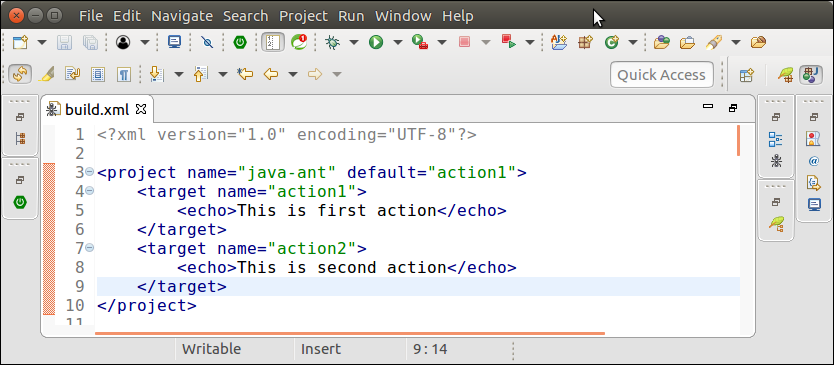 File Edit Navigate Search Project Run Window Help
Quick Access
build.xml
1 <?xml version="1.0" encoding="UTF-8"?>
2
3 <project name="java-ant" default="action1">
4     <target name="action1">
5         <echo>This is first action</echo>
6     </target>
7     <target name="action2">
8         <echo>This is second action</echo>
9     </target>
10 </project>
11
Writable Insert 9:14